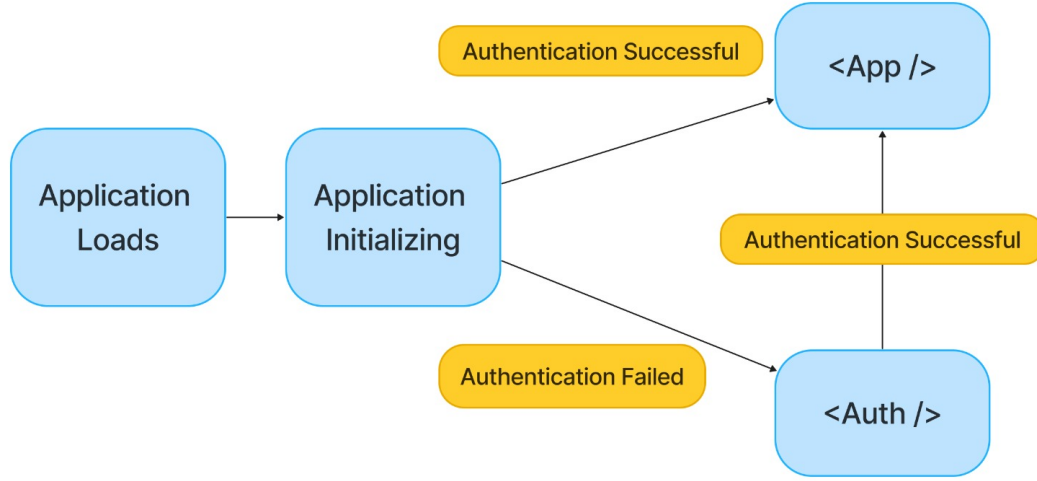 Authentication Successful
<App />
Application
Loads
Application
Initializing
Authentication Successful
Authentication Failed
<Auth />